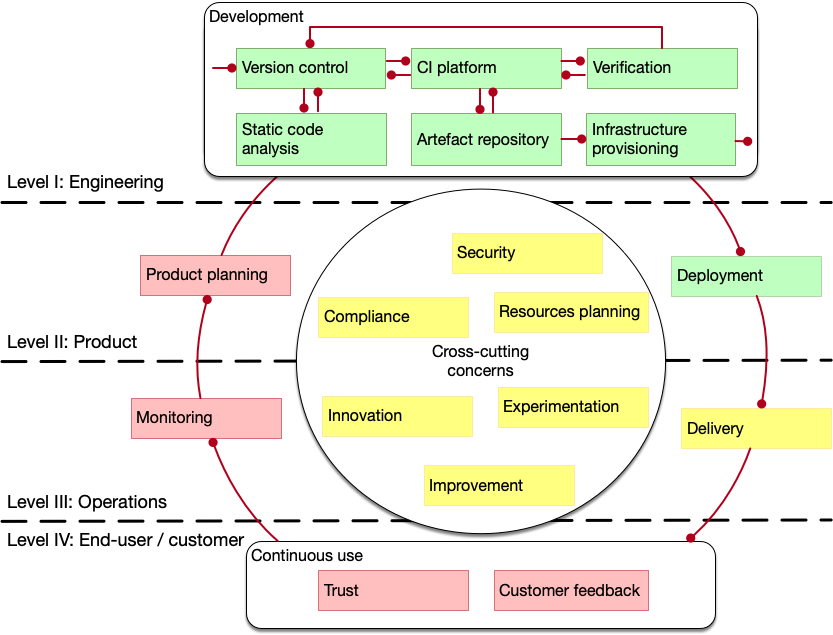 Development
Version control
CI platform
Verification
Static code
analysis
Artefact repository
Infrastructure
provisioning
Level I: Engineering
Security
Product planning
Deployment
Compliance
Resources planning
Level II: Product
Cross-cutting
concerns
Monitoring
Innovation
Experimentation
Delivery
Improvement
Level III: Operations
Level IV: End-user / customer
Continuous use
Trust
Customer feedback